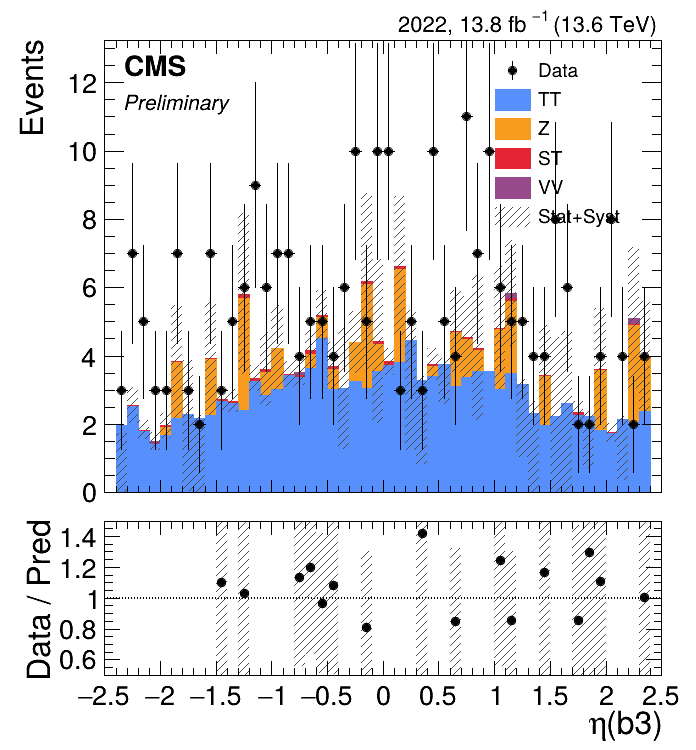 2022, 13.8 fb⁻¹ (13.6 TeV)
Events
12
10
8
6
4
2
0
CMS
Preliminary
Data
TT
Z
ST
VV
Stat+Syst
Data / Pred
1.4
1.2
1
0.8
0.6
−2.5 −2 −1.5 −1 −0.5 0 0.5 1 1.5 2 2.5
η(b3)